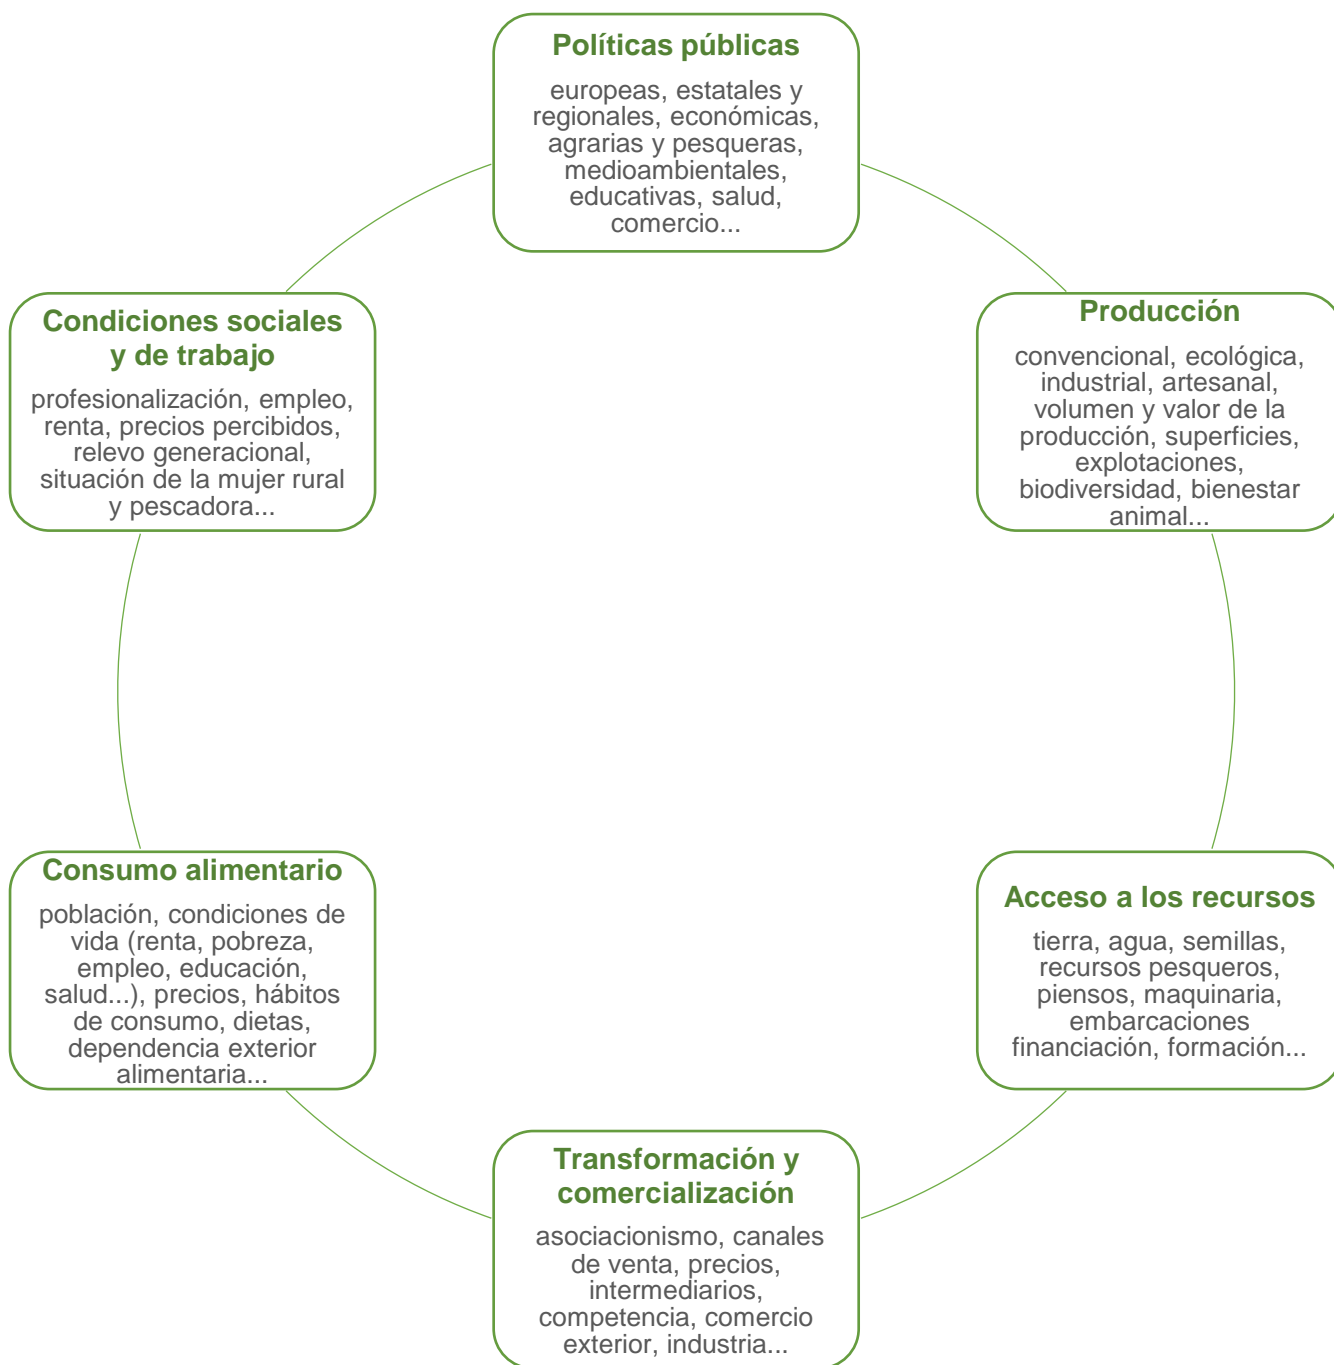 Políticas públicas
europeas, estatales y
regionales, económicas,
agrarias y pesqueras,
medioambientales,
educativas, salud,
comercio...
Producción
convencional, ecológica,
industrial, artesanal,
volumen y valor de la
producción, superficies,
explotaciones,
biodiversidad, bienestar
animal...
Acceso a los recursos
tierra, agua, semillas,
recursos pesqueros,
piensos, maquinaria,
embarcaciones
financiación, formación...
Transformación y
comercialización
asociacionismo, canales
de venta, precios,
intermediarios,
competencia, comercio
exterior, industria...
Consumo alimentario
población, condiciones de
vida (renta, pobreza,
empleo, educación,
salud...), precios, hábitos
de consumo, dietas,
dependencia exterior
alimentaria...
Condiciones sociales
y de trabajo
profesionalización, empleo,
renta, precios percibidos,
relevo generacional,
situación de la mujer rural
y pescadora...